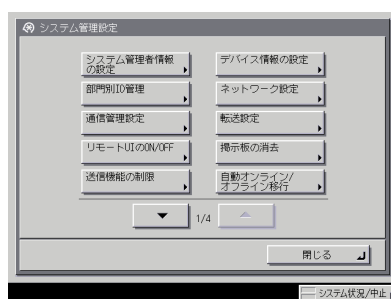 システム管理設定
システム管理者情報
の設定
デバイス情報の設定
部門別ID管理
ネットワーク設定
通信管理設定
転送設定
リモートUIのON/OFF
掲示板の消去
送信機能の制限
自動オンライン/
オフライン移行
1/4
閉じる
システム状況/中止